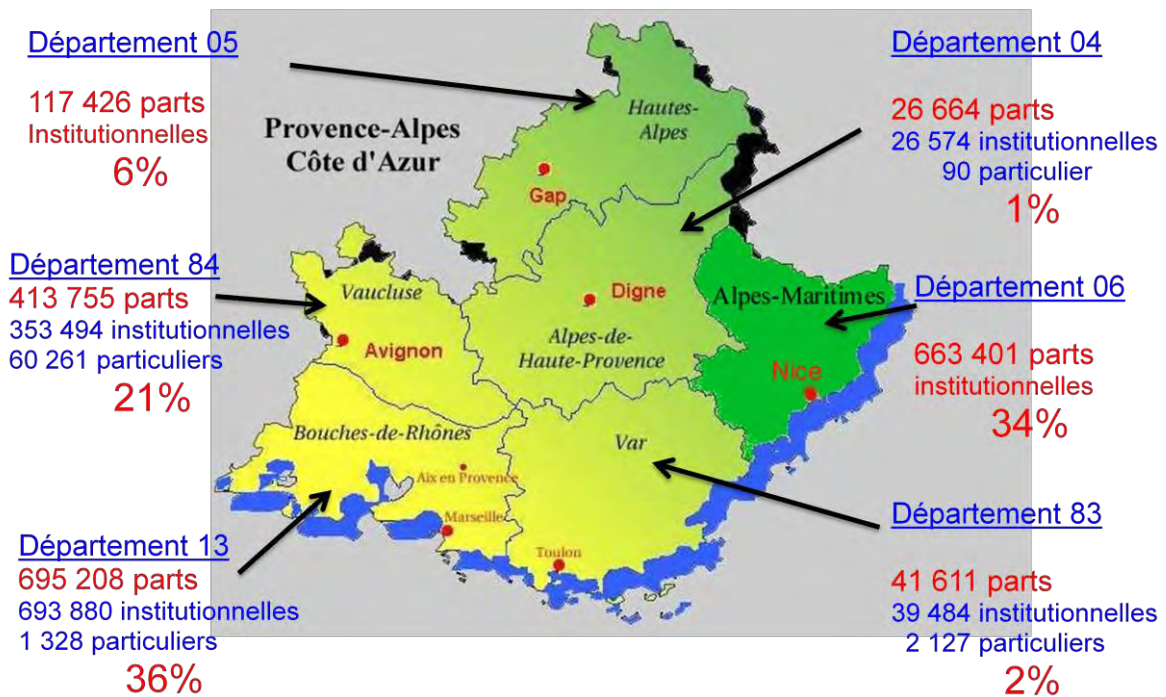 Département 05
117 426 parts
Institutionnelles
6%
Provence-Alpes
Côte d'Azur
Hautes-
Alpes
Gap
Département 04
26 664 parts
26 574 institutionnelles
90 particulier
1%
Département 84
413 755 parts
353 494 institutionnelles
60 261 particuliers
21%
Vaucluse
Avignon
Digne
Alpes-de-
Haute-Provence
Alpes-Maritimes
Nice
Département 06
663 401 parts
institutionnelles
34%
Bouches-de-Rhônes
Aix en Provence
Marseille
Var
Toulon
Département 13
695 208 parts
693 880 institutionnelles
1 328 particuliers
36%
Département 83
41 611 parts
39 484 institutionnelles
2 127 particuliers
2%